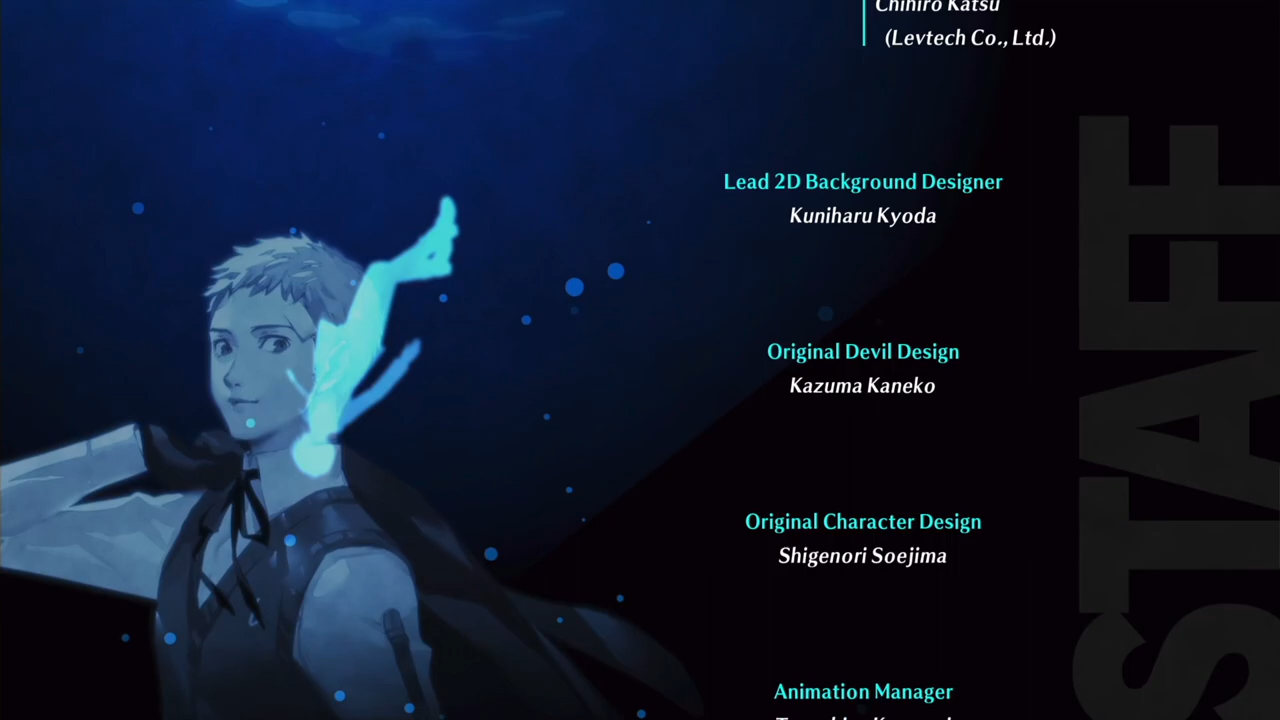 Chihiro Katsu
(Levtech Co., Ltd.)
Lead 2D Background Designer
Kuniharu Kyoda
Original Devil Design
Kazuma Kaneko
Original Character Design
Shigenori Soejima
Animation Manager
STAFF